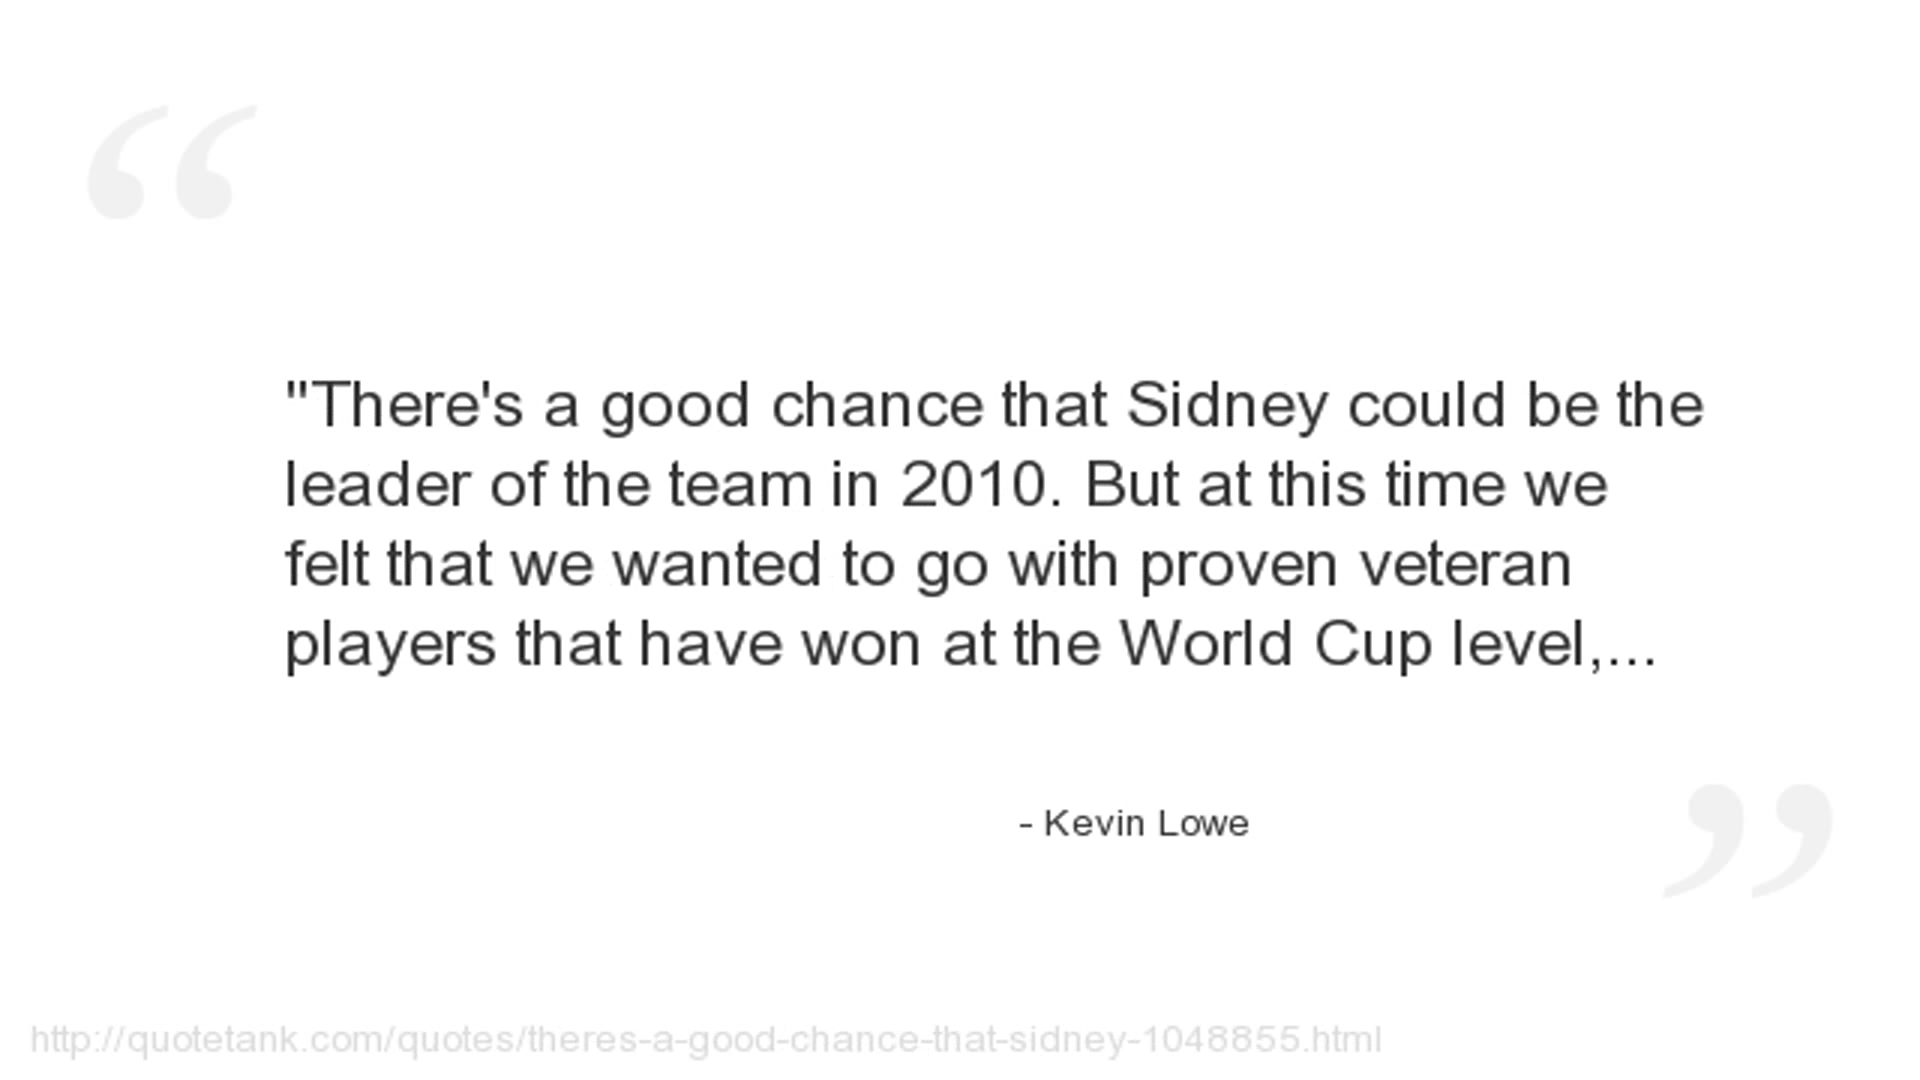 "There's a good chance that Sidney could be the
leader of the team in 2010. But at this time we
felt that we wanted to go with proven veteran
players that have won at the World Cup level,...
- Kevin Lowe
http://quotetank.com/quotes/theres-a-good-chance-that-sidney-1048855.html